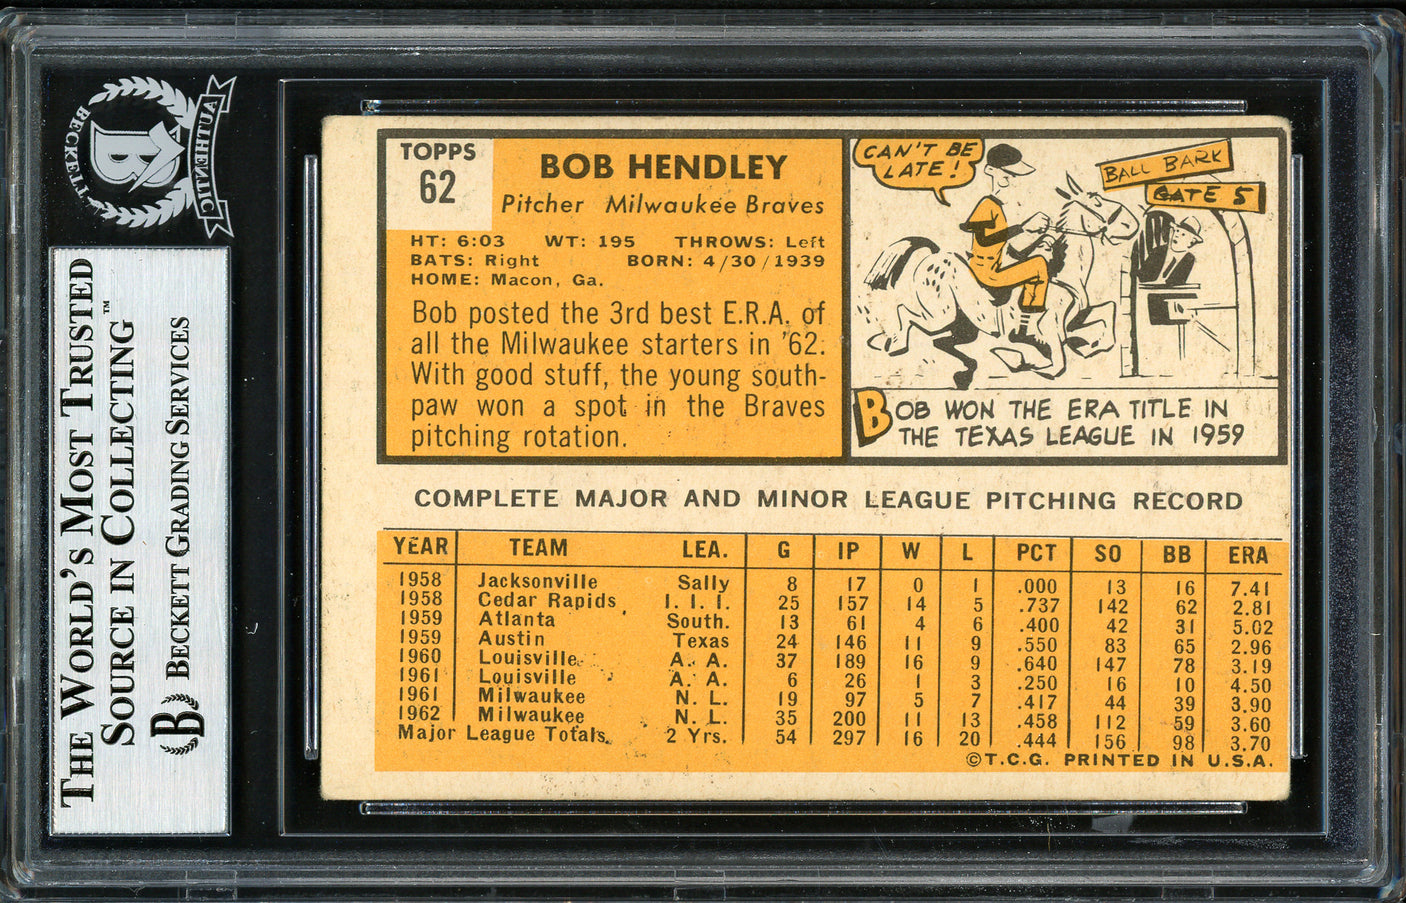 BECKETT
AUTHENTIC
B
THE WORLD'S MOST TRUSTED
SOURCE IN COLLECTING™
B BECKETT GRADING SERVICES
TOPPS
62
BOB HENDLEY
Pitcher Milwaukee Braves
HT: 6:03 WT: 195 THROWS: Left
BATS: Right BORN: 4/30/1939
HOME: Macon, Ga.
Bob posted the 3rd best E.R.A. of
all the Milwaukee starters in '62.
With good stuff, the young south-
paw won a spot in the Braves
pitching rotation.
CAN'T BE
LATE!
BALL BARK
GATE 5
BOB WON THE ERA TITLE IN
THE TEXAS LEAGUE IN 1959
COMPLETE MAJOR AND MINOR LEAGUE PITCHING RECORD
YEAR TEAM LEA. G IP W L PCT SO BB ERA
1958 Jacksonville Sally 8 17 0 1 .000 13 16 7.41
1958 Cedar Rapids I. I. I. 25 157 14 5 .737 142 62 2.81
1959 Atlanta South. 13 61 4 6 .400 42 31 5.02
1959 Austin Texas 24 146 11 9 .550 83 65 2.96
1960 Louisville A. A. 37 189 16 9 .640 147 78 3.19
1961 Louisville A. A. 6 26 1 3 .250 16 10 4.50
1961 Milwaukee N. L. 19 97 5 7 .417 44 39 3.90
1962 Milwaukee N. L. 35 200 11 13 .458 112 59 3.60
Major League Totals 2 Yrs. 54 297 16 20 .444 156 98 3.70
©T.C.G. PRINTED IN U.S.A.